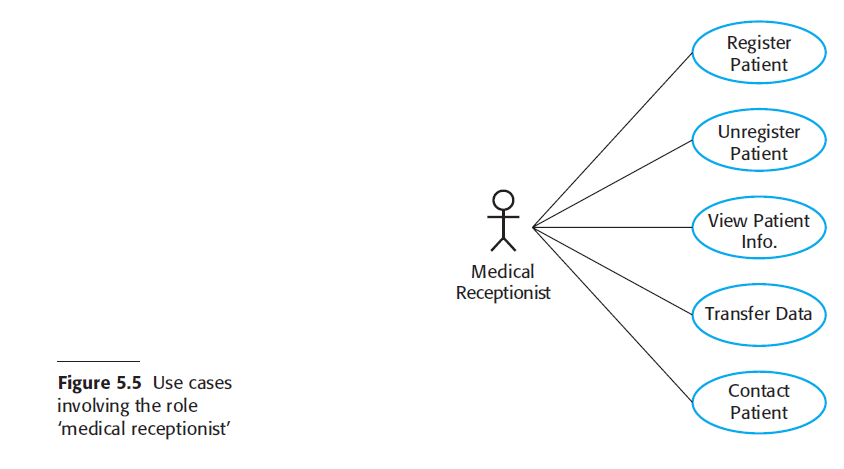 Register
Patient
Unregister
Patient
View Patient
Info.
Medical
Receptionist
Transfer Data
Contact
Patient
Figure 5.5 Use cases
involving the role
‘medical receptionist’